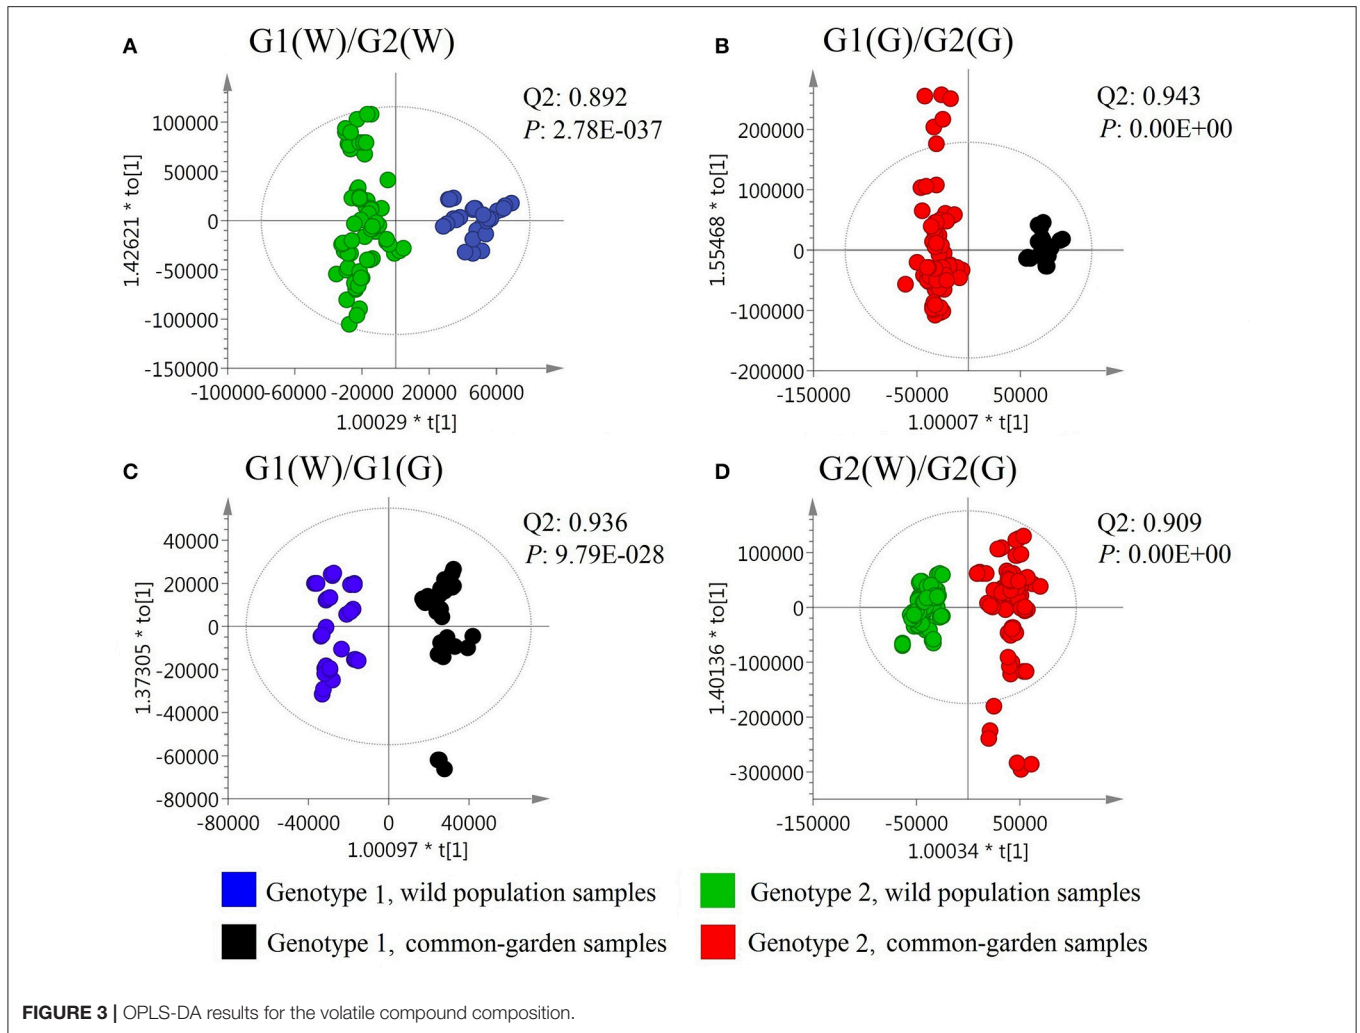 A
G1(W)/G2(W)
Q2: 0.892
P: 2.78E-037
100000
50000
0
-50000
-100000
-150000
1.42621 * to[1]
-100000 -60000 -20000 20000 60000
1.00029 * t[1]
B
G1(G)/G2(G)
Q2: 0.943
P: 0.00E+00
200000
100000
0
-100000
-200000
1.55468 * to[1]
-150000 -50000 50000
1.00007 * t[1]
C
G1(W)/G1(G)
Q2: 0.936
P: 9.79E-028
40000
20000
0
-20000
-40000
-60000
-80000
1.37305 * to[1]
-80000 -40000 0 40000
1.00097 * t[1]
D
G2(W)/G2(G)
Q2: 0.909
P: 0.00E+00
100000
0
-100000
-200000
-300000
1.40136 * to[1]
-150000 -50000 50000
1.00034 * t[1]
Genotype 1, wild population samples
Genotype 2, wild population samples
Genotype 1, common-garden samples
Genotype 2, common-garden samples
FIGURE 3 | OPLS-DA results for the volatile compound composition.